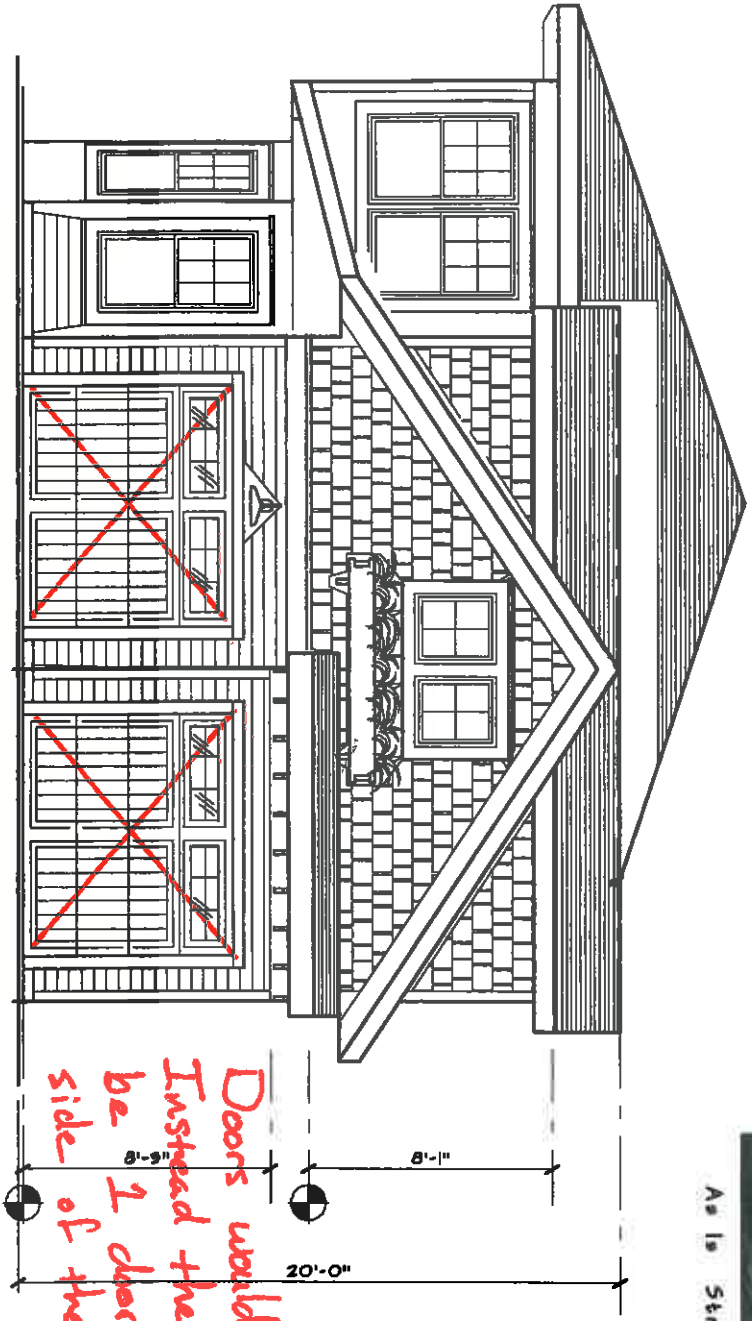 As is
Doors would
Instead the
be 1 door
side of the
8'-9"
8'-1"
20'-0"